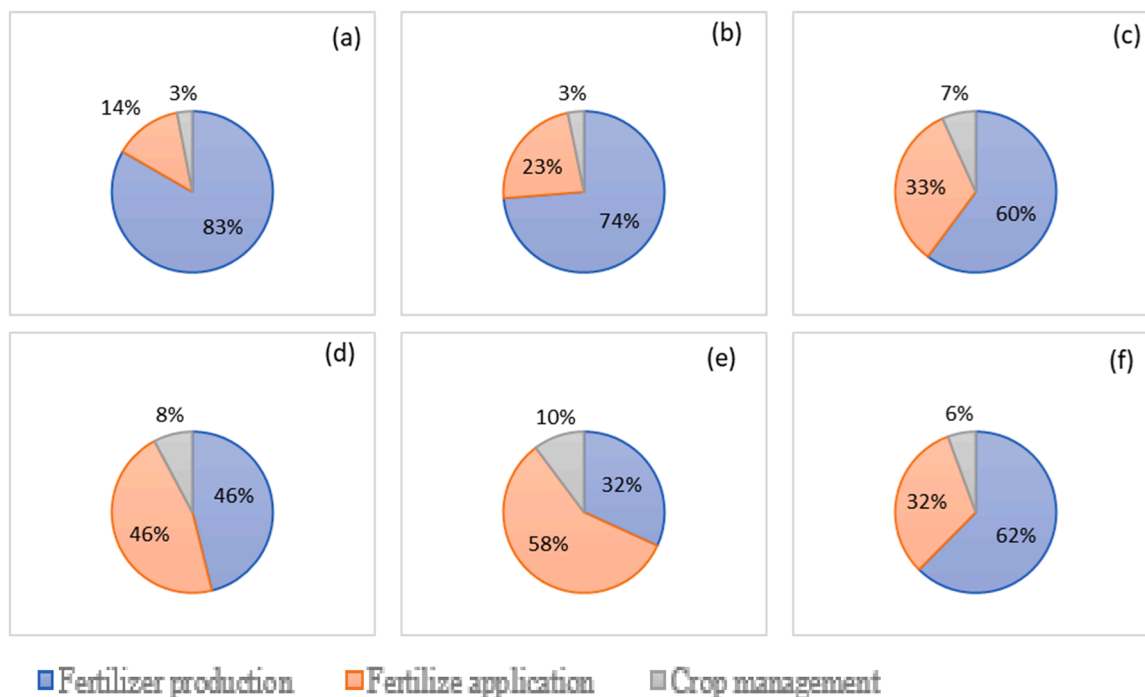 (a)
14%
3%
83%
(b)
3%
23%
74%
(c)
7%
33%
60%
(d)
8%
46%
46%
(e)
10%
32%
58%
(f)
6%
32%
62%
Fertilizer production Fertilize application Crop management